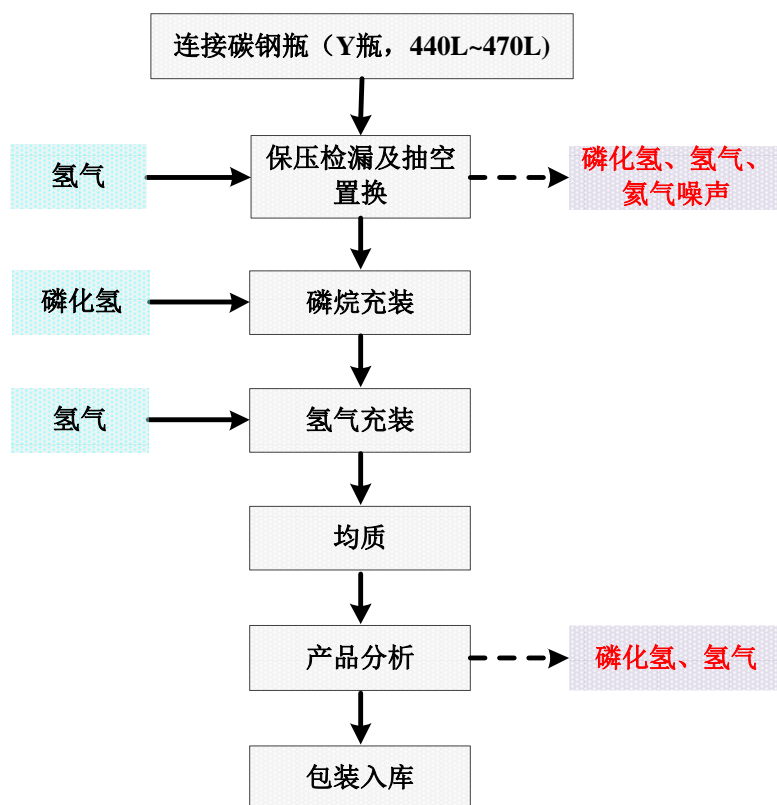 连接碳钢瓶（Y瓶，440L~470L)
氢气
保压检漏及抽空
置换
磷化氢、氢气、
氦气噪声
磷化氢
磷烷充装
氢气
氢气充装
均质
产品分析
磷化氢、氢气
包装入库